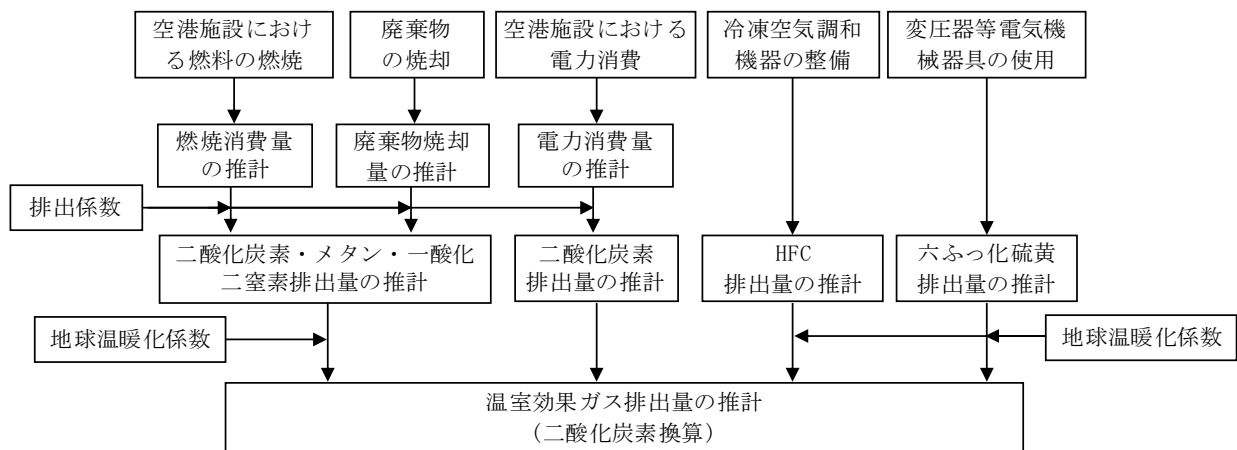 空港施設におけ
る燃料の燃焼
廃棄物
の焼却
空港施設における
電力消費
冷凍空気調和
機器の整備
変圧器等電気機
械器具の使用
燃焼消費量
の推計
廃棄物焼却
量の推計
電力消費量
の推計
排出係数
二酸化炭素・メタン・一酸化
二窒素排出量の推計
二酸化炭素
排出量の推計
HFC
排出量の推計
六ふっ化硫黄
排出量の推計
地球温暖化係数
地球温暖化係数
温室効果ガス排出量の推計
（二酸化炭素換算）